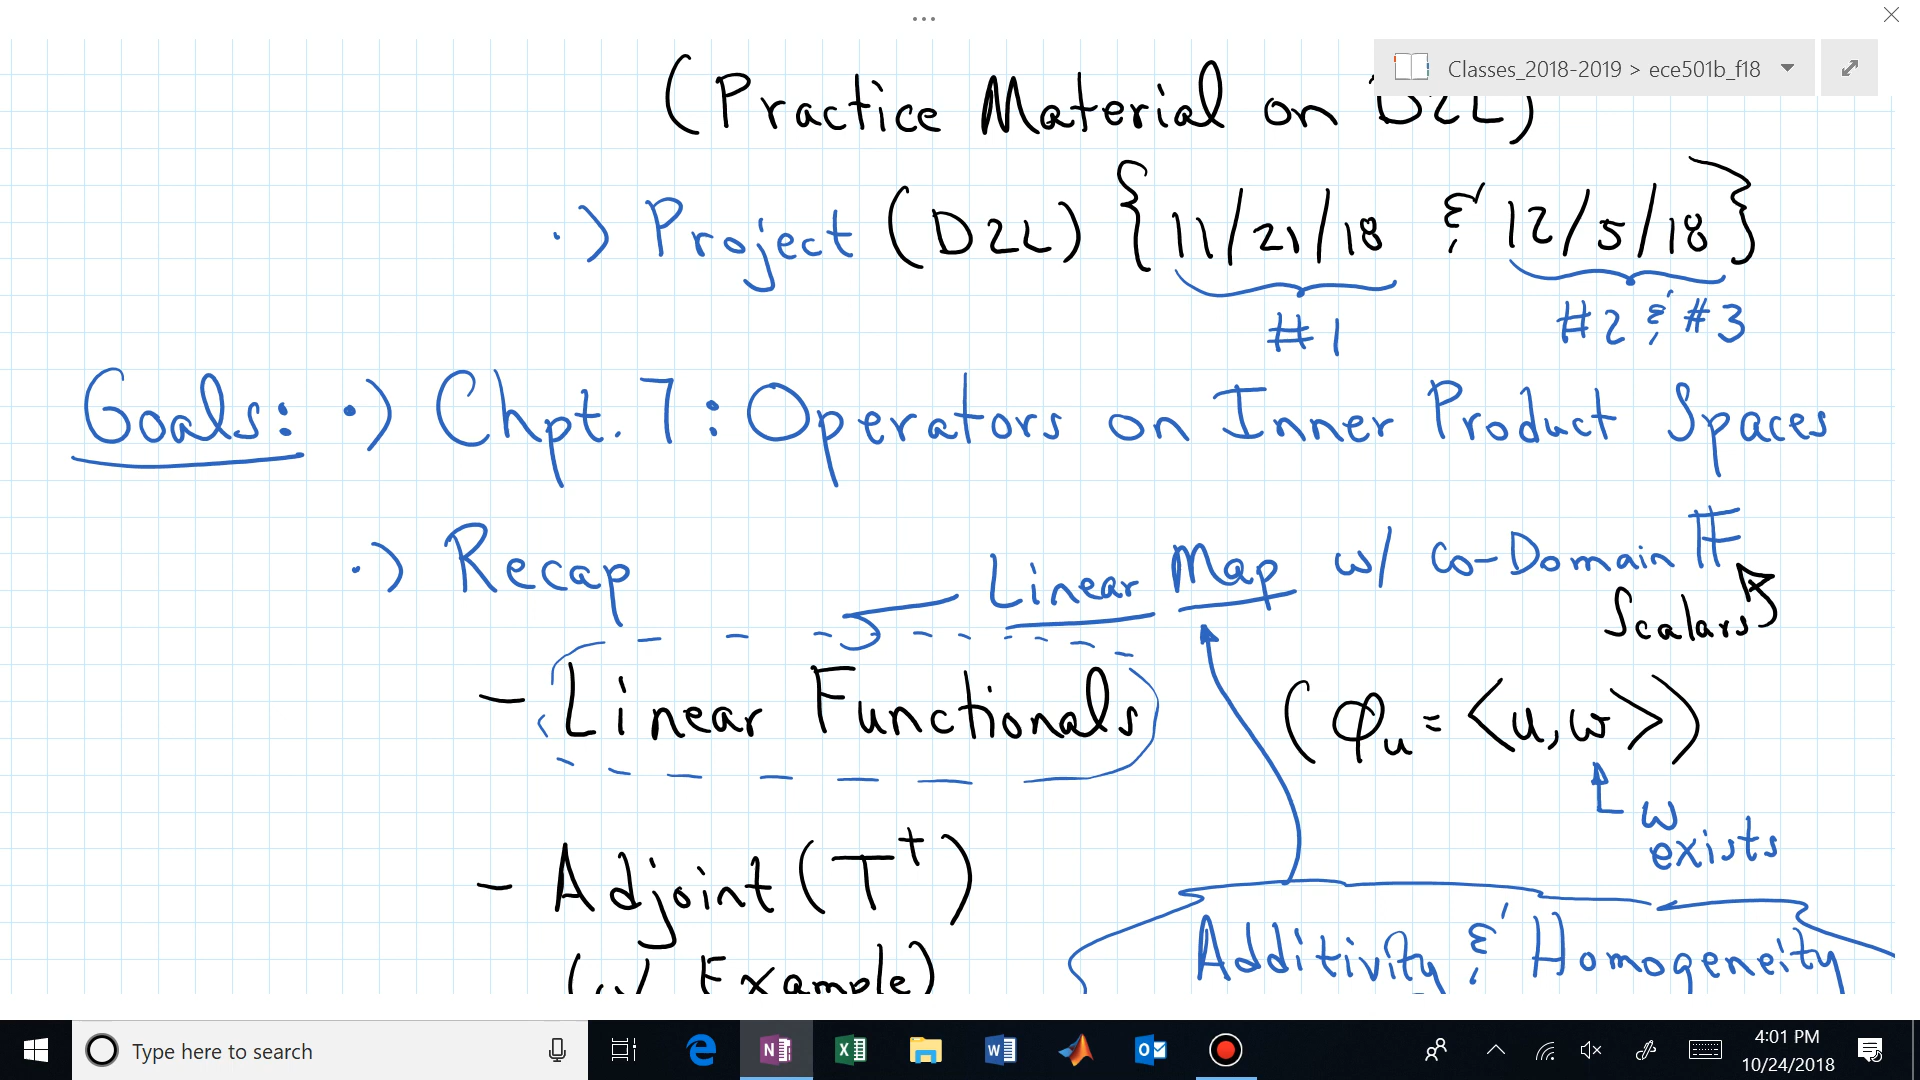 Classes_2018-2019 > ece501b_f18
(Practice Material on D2L)
·) Project (D2L) {11/21/18 & 12/5/18}
#1 #2 & #3
Goals: ·) Chpt. 7: Operators on Inner Product Spaces
·) Recap
Linear Map w/ Co-Domain 𝔽
Scalars
- Linear Functionals (φu = <u,w>)
w
exists
- Adjoint (T†)
(w/ Example)
Additivity & Homogeneity
Type here to search
4:01 PM
10/24/2018